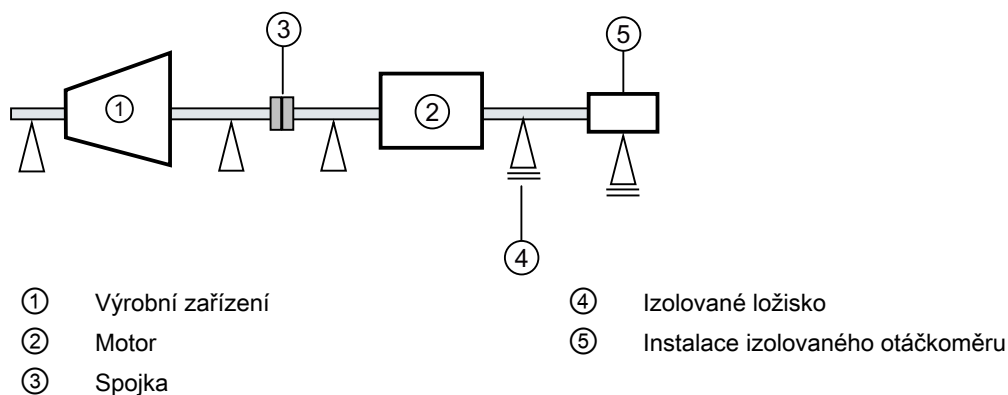 ③
⑤
①
②
④
① Výrobní zařízení
② Motor
③ Spojka
④ Izolované ložisko
⑤ Instalace izolovaného otáčkoměru